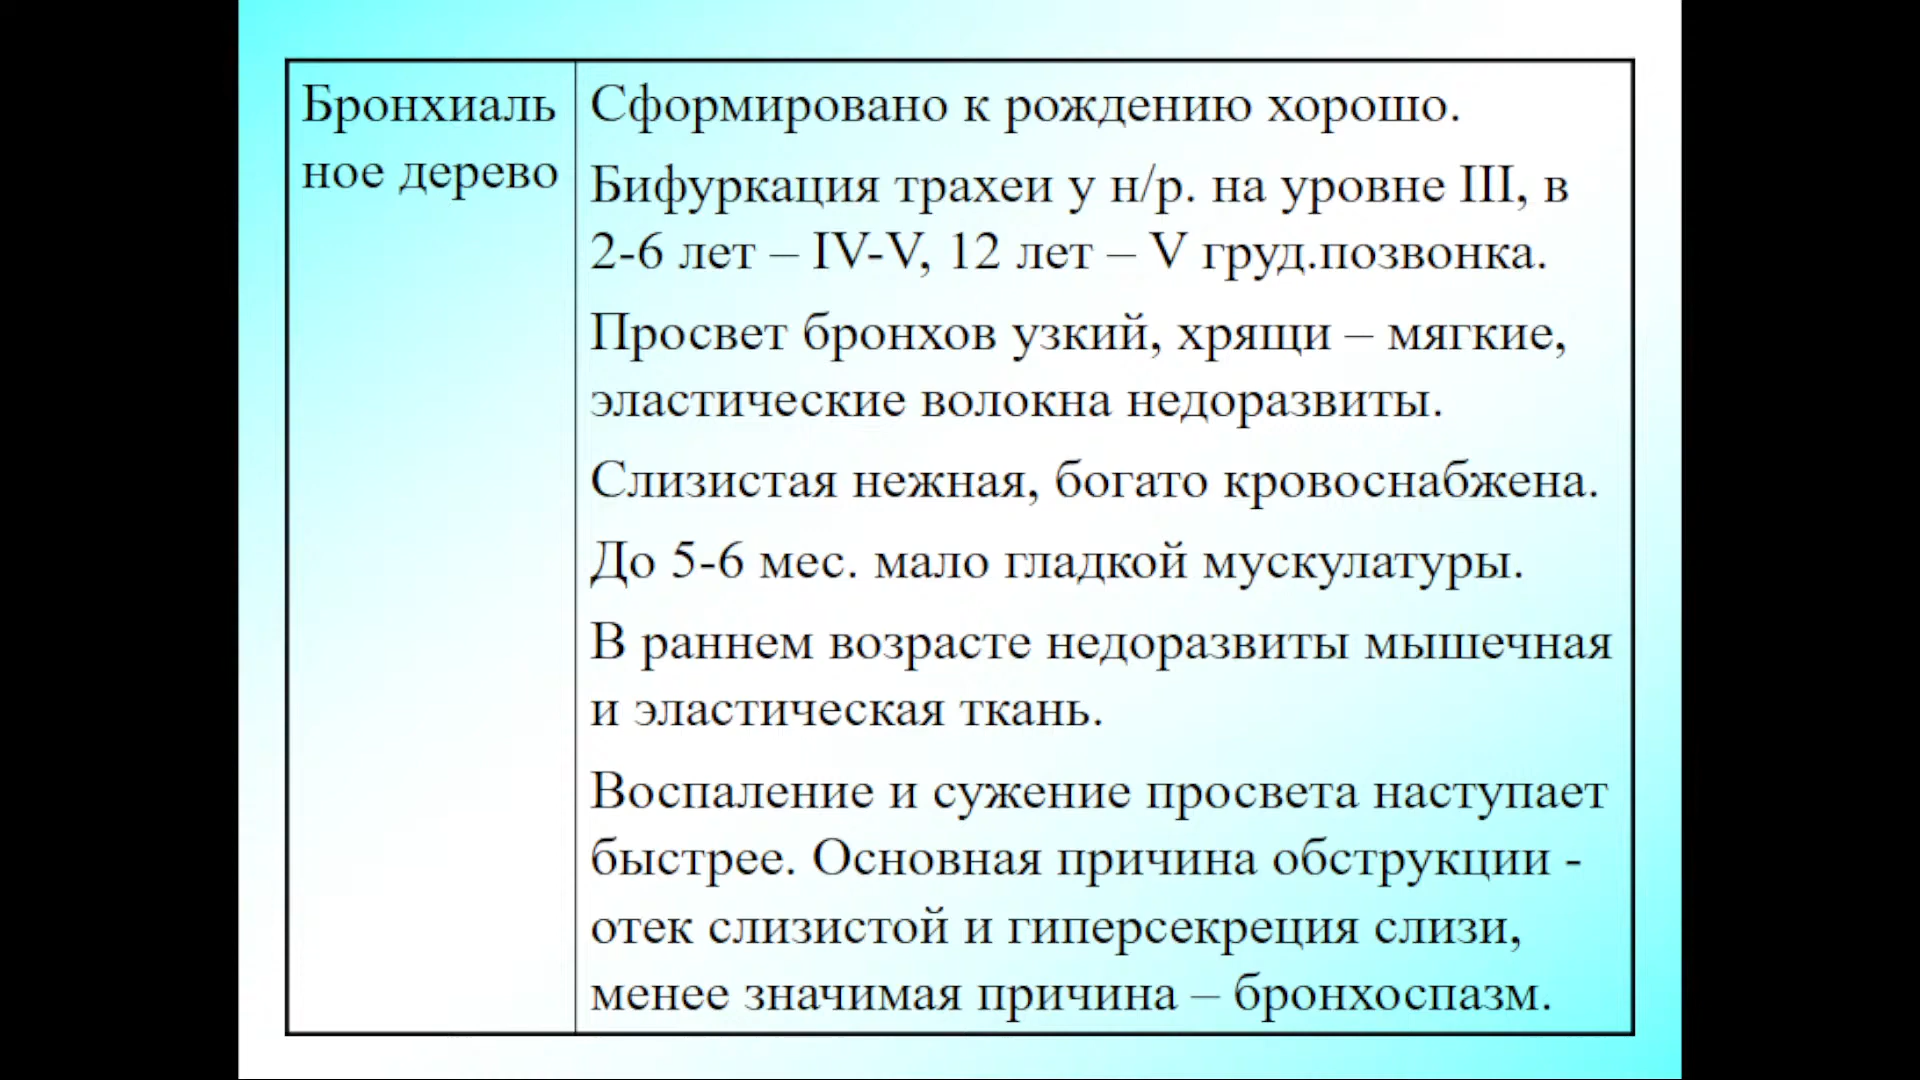 Бронхиаль
ное дерево
Сформировано к рождению хорошо.
Бифуркация трахеи у н/р. на уровне III, в
2-6 лет – IV-V, 12 лет – V груд.позвонка.
Просвет бронхов узкий, хрящи – мягкие,
эластические волокна недоразвиты.
Слизистая нежная, богато кровоснабжена.
До 5-6 мес. мало гладкой мускулатуры.
В раннем возрасте недоразвиты мышечная
и эластическая ткань.
Воспаление и сужение просвета наступает
быстрее. Основная причина обструкции -
отек слизистой и гиперсекреция слизи,
менее значимая причина – бронхоспазм.